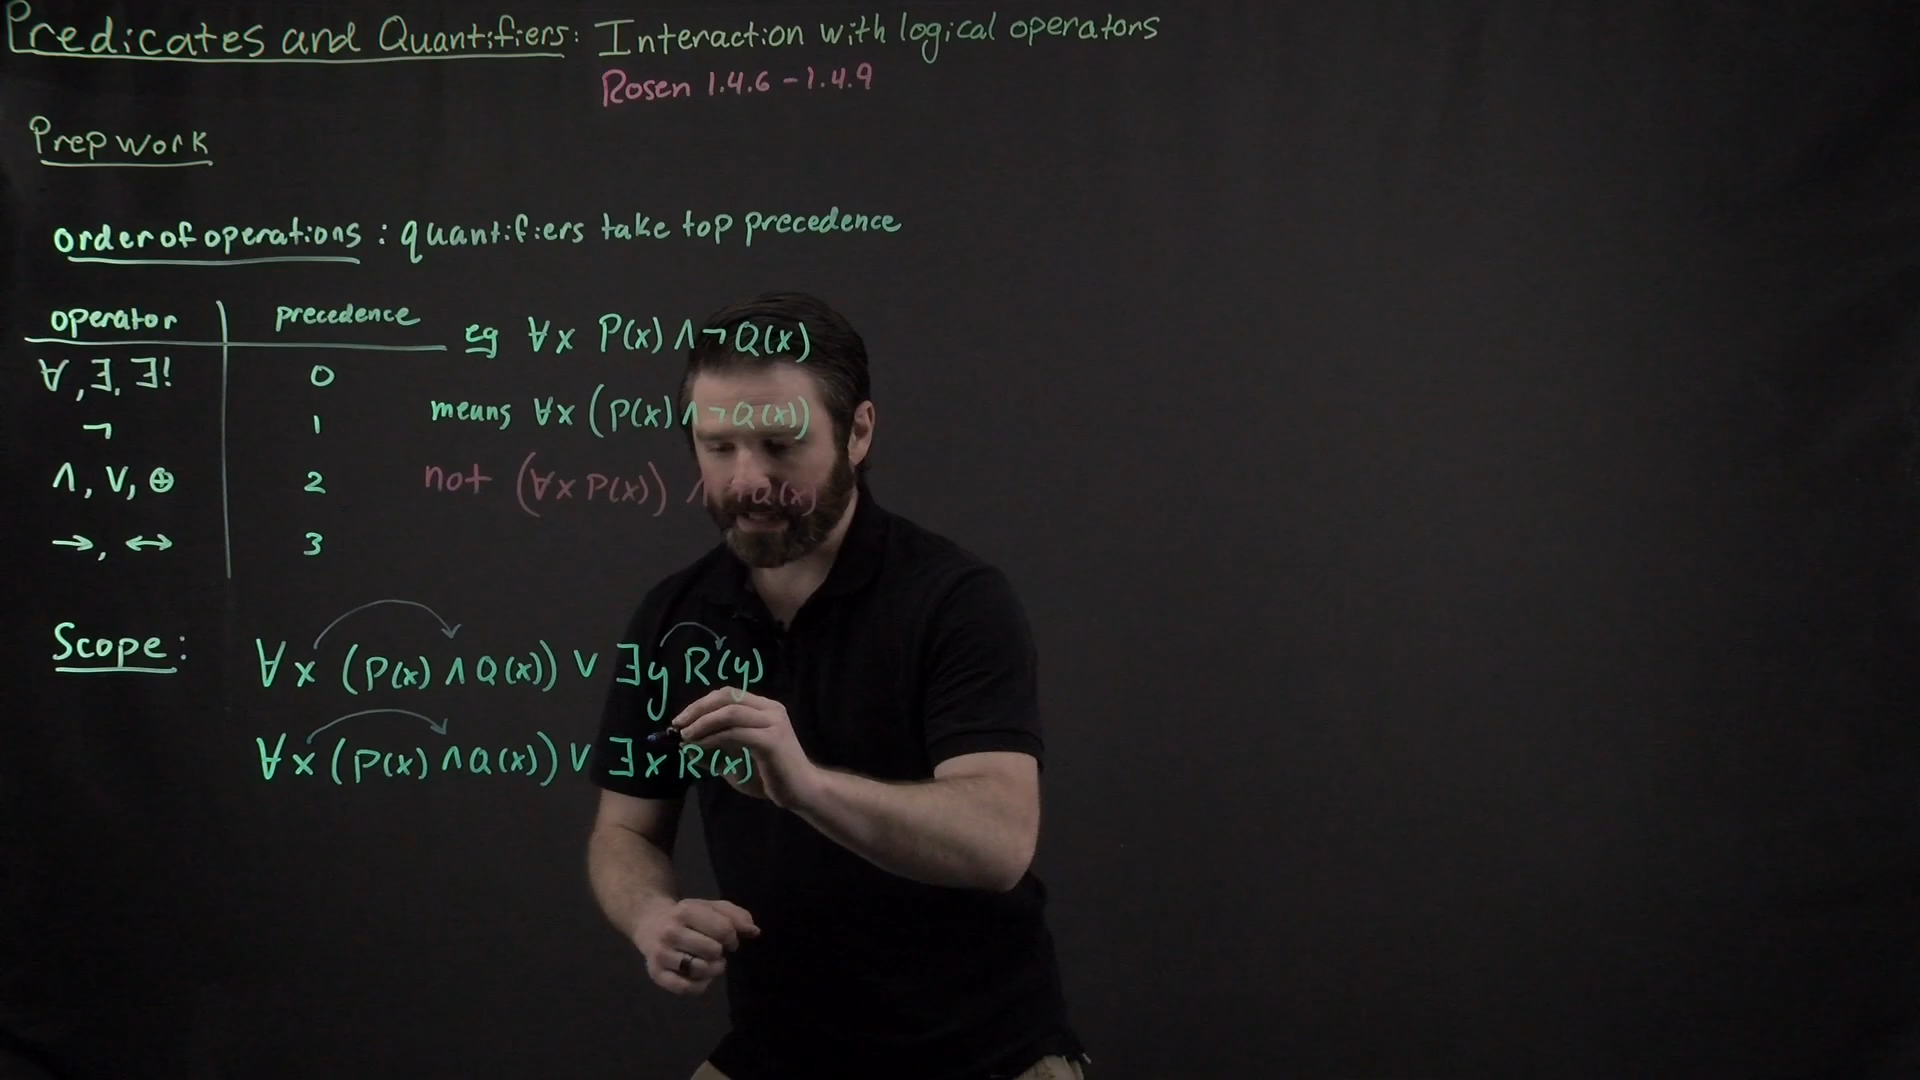 Predicates and Quantifiers: Interaction with logical operators
Rosen 1.4.6 - 1.4.9
Prep work
order of operations : quantifiers take top precedence
operator precedence
∀, ∃, ∃! 0
¬ 1
∧, ∨, ⊕ 2
→, ↔ 3
eg ∀x P(x) ∧ ¬Q(x)
means ∀x (P(x) ∧ ¬Q(x))
not (∀x P(x)) ∧ ¬Q(x)
Scope: ∀x (P(x) ∧ Q(x)) ∨ ∃y R(y)
∀x (P(x) ∧ Q(x)) ∨ ∃x R(x)